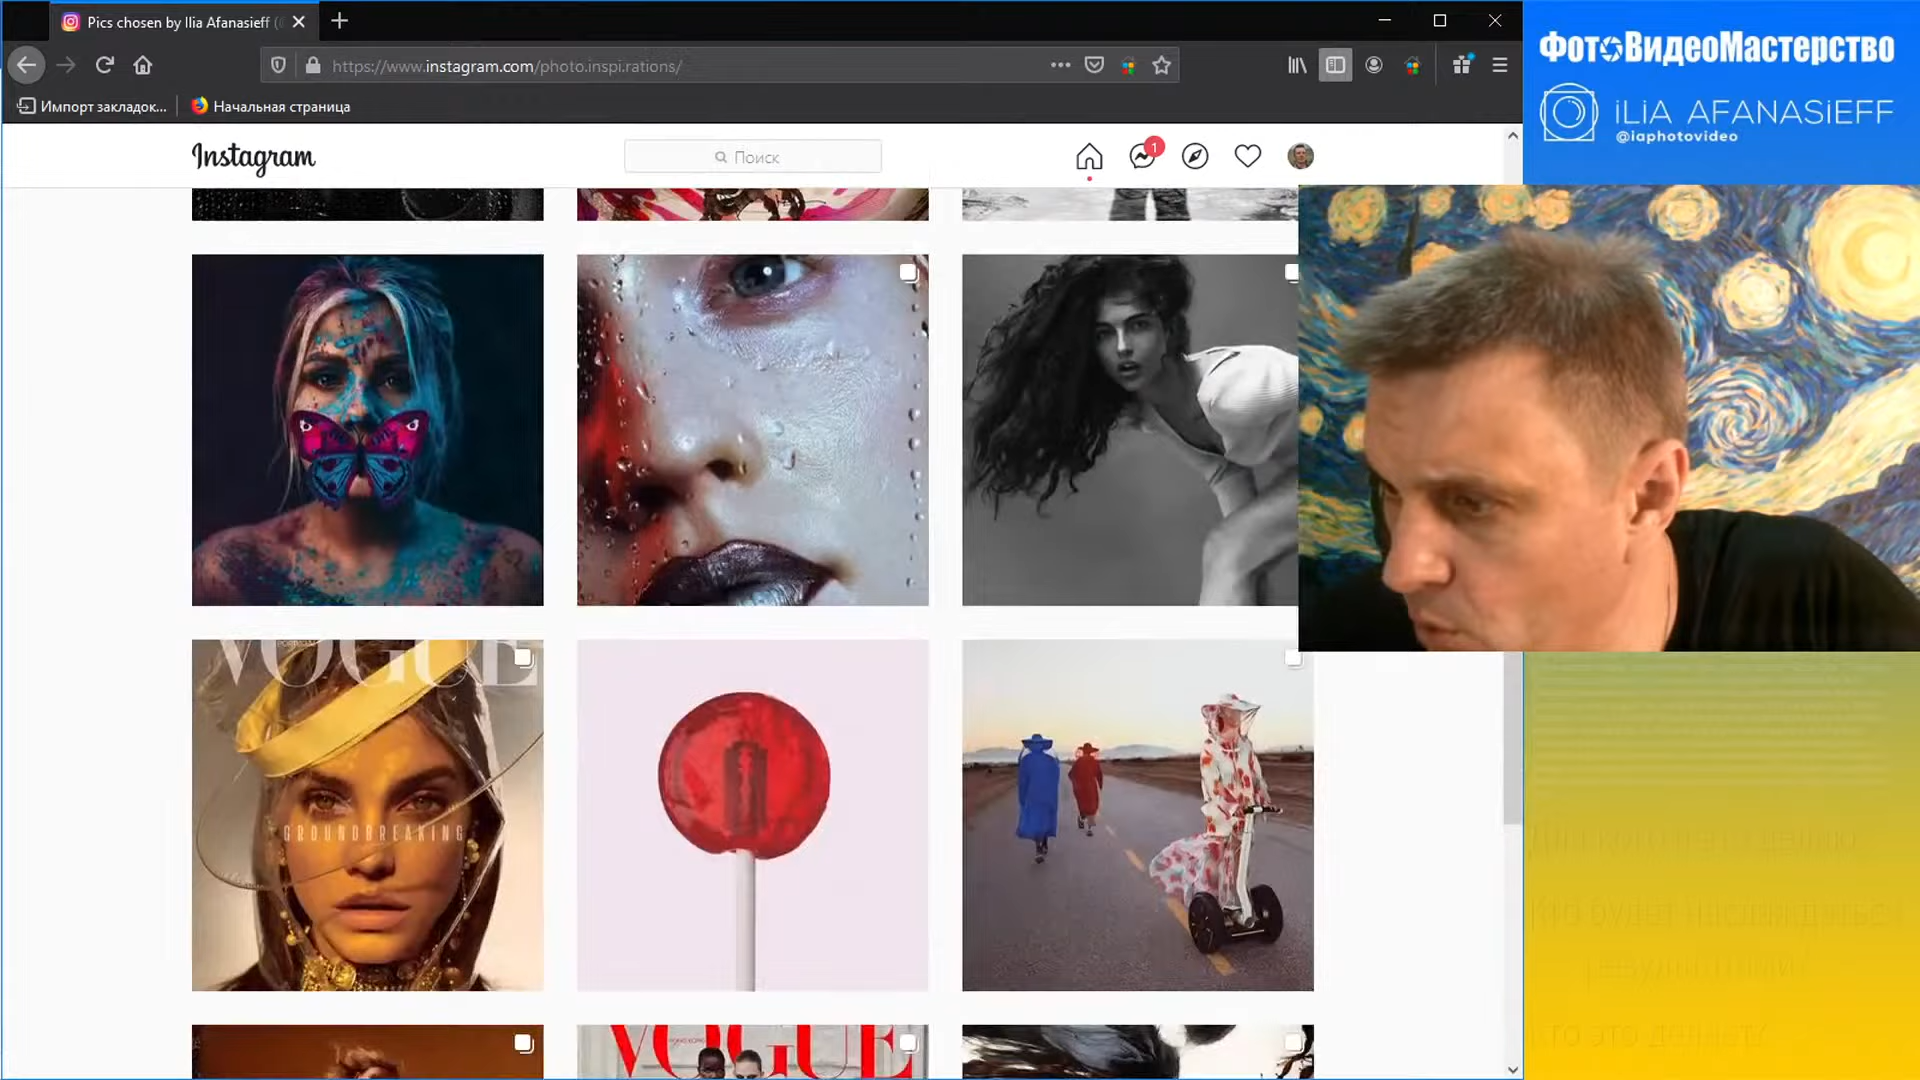 Pics chosen by Ilia Afanasieff (
https://www.instagram.com/photo.inspi.rations/
Импорт закладок...
Начальная страница
ФотоВидеоМастерство
iLiA AFANASiEFF
@iaphotovideo
Instagram
Поиск
1
VOGUE
GROUNDBREAKING
VOGUE